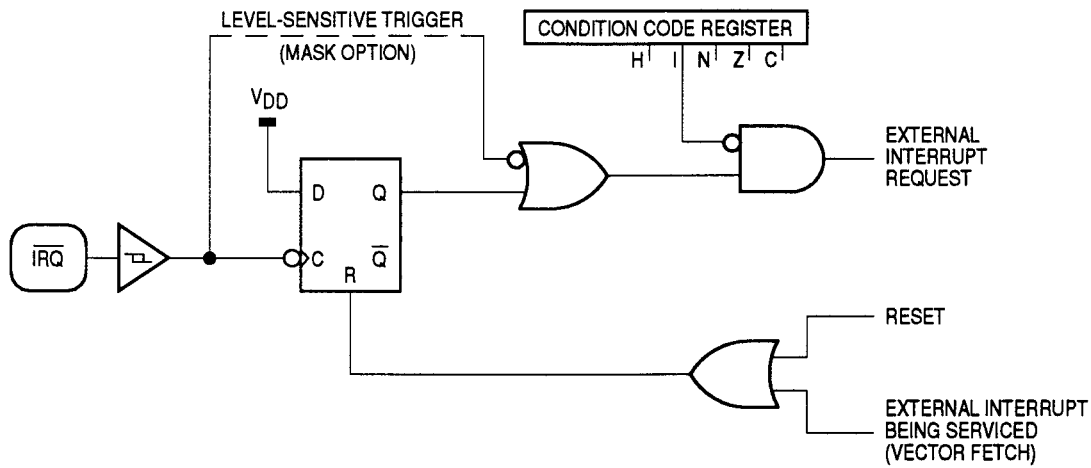 LEVEL-SENSITIVE TRIGGER
(MASK OPTION)
CONDITION CODE REGISTER
H I N Z C
VDD
EXTERNAL
INTERRUPT
REQUEST
D Q
IRQ
C Q
R
RESET
EXTERNAL INTERRUPT
BEING SERVICED
(VECTOR FETCH)